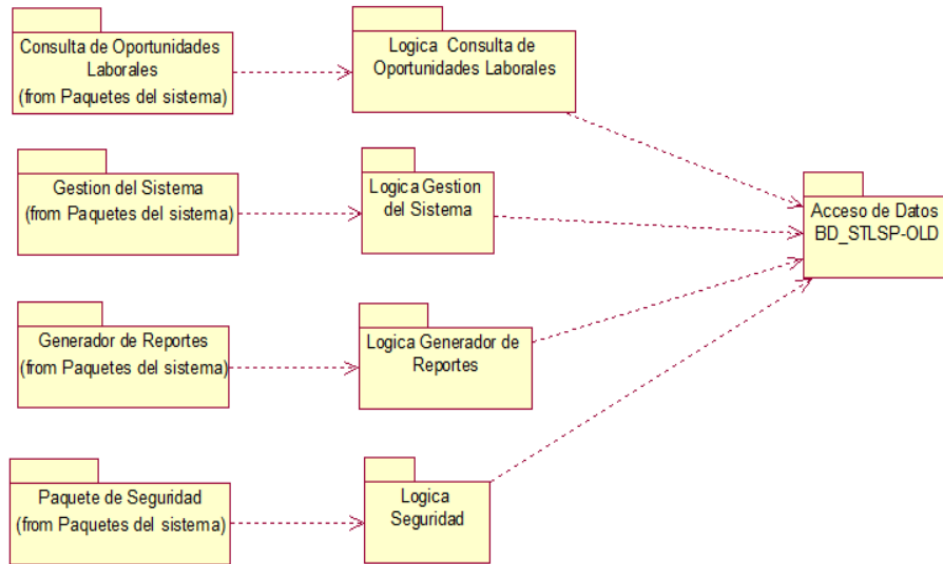 Consulta de Oportunidades
Laborales
(from Paquetes del sistema)
Logica Consulta de
Oportunidades Laborales
Gestion del Sistema
(from Paquetes del sistema)
Logica Gestion
del Sistema
Acceso de Datos
BD_STLSP-OLD
Generador de Reportes
(from Paquetes del sistema)
Logica Generador de
Reportes
Paquete de Seguridad
(from Paquetes del sistema)
Logica
Seguridad